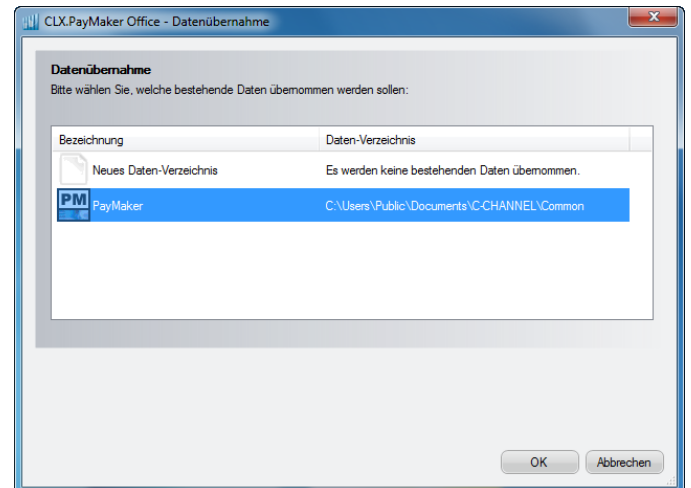 CLX.PayMaker Office - Datenübernahme
Datenübernahme
Bitte wählen Sie, welche bestehende Daten übernommen werden sollen:
Bezeichnung Daten-Verzeichnis
Neues Daten-Verzeichnis Es werden keine bestehenden Daten übernommen.
PM PayMaker C:\Users\Public\Documents\C-CHANNEL\Common
OK Abbrechen